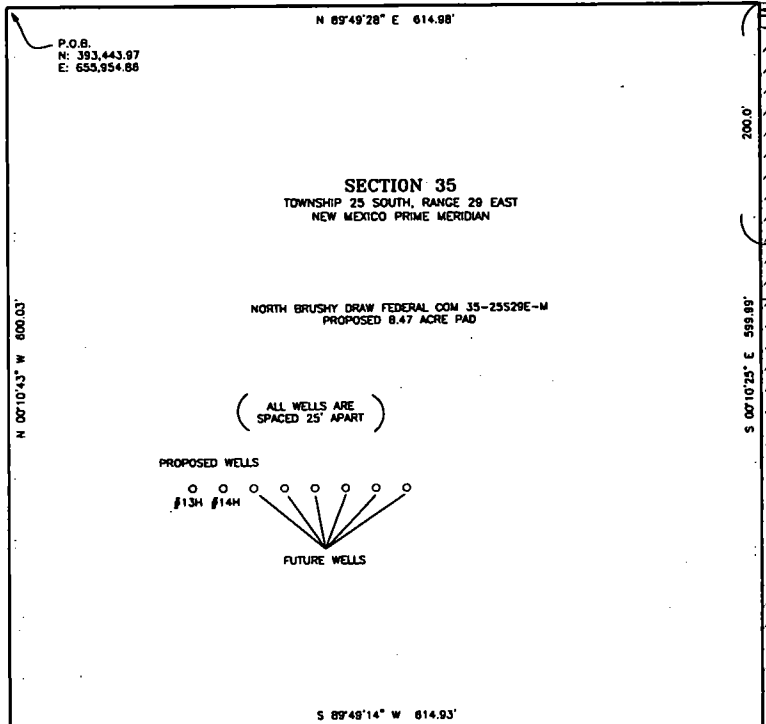 N 89°49'28" E 614.98'
P.O.B.
N: 393,443.97
E: 655,954.88
200.0'
SECTION 35
TOWNSHIP 25 SOUTH, RANGE 29 EAST
NEW MEXICO PRIME MERIDIAN
N 00°10'43" W 600.03'
S 00°10'25" E 599.99'
NORTH BRUSHY DRAW FEDERAL COM 35-25S29E-M
PROPOSED 8.47 ACRE PAD
ALL WELLS ARE
SPACED 25' APART
PROPOSED WELLS
#13H #14H
FUTURE WELLS
S 89°49'14" W 614.93'